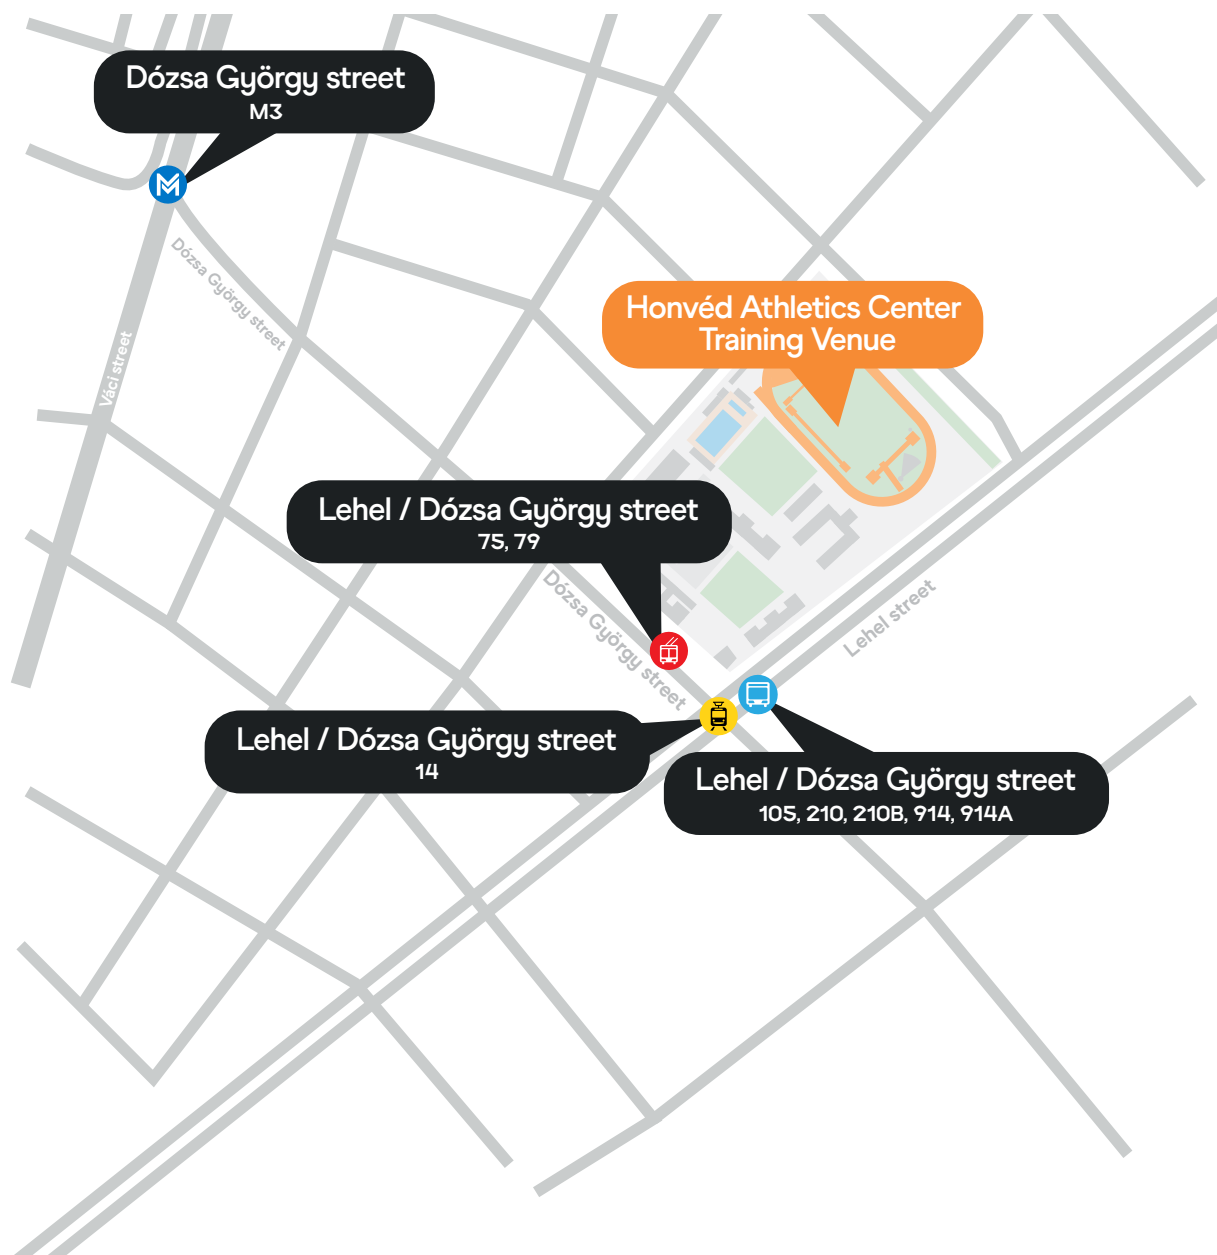 Dózsa György street
M3
Dózsa György street
Váci street
Honvéd Athletics Center
Training Venue
Lehel / Dózsa György street
75, 79
Dózsa György street
Lehel street
Lehel / Dózsa György street
14
Lehel / Dózsa György street
105, 210, 210B, 914, 914A